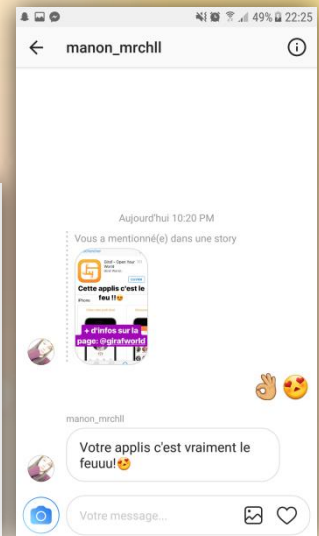 49% 22:25
manon_mrchll
Aujourd'hui 10:20 PM
Vous a mentionné(e) dans une story
Cette applis c'est le
feu !!
+ d'infos sur la
page: @girafworld
manon_mrchll
Votre applis c'est vraiment le
feuuu!
Votre message...